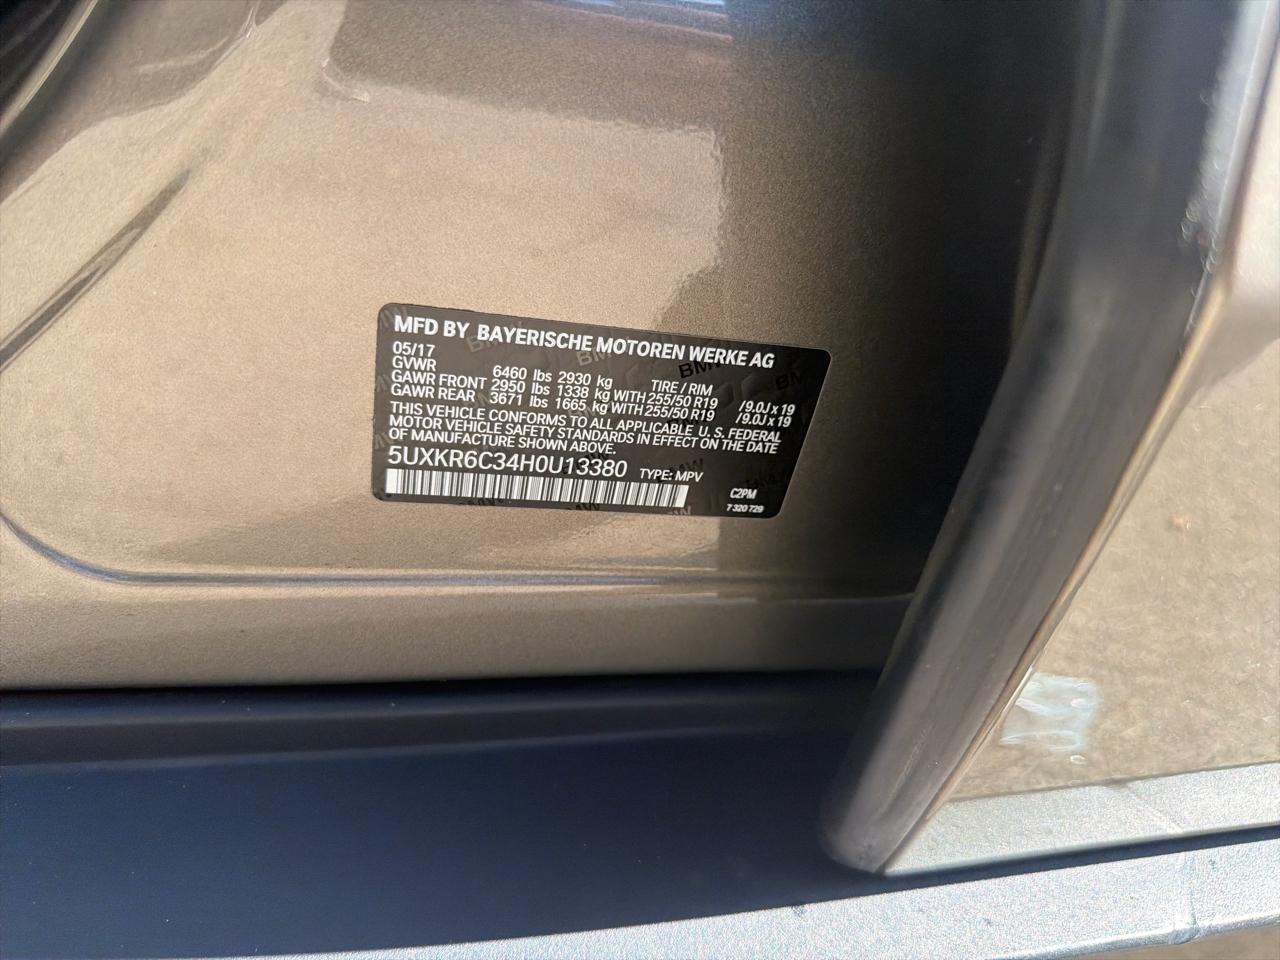 MFD BY BAYERISCHE MOTOREN WERKE AG
05/17
GVWR 6460 lbs 2930 kg TIRE / RIM
GAWR FRONT 2950 lbs 1338 kg WITH 255/50 R19 /9.0J x 19
GAWR REAR 3671 lbs 1665 kg WITH 255/50 R19 /9.0J x 19
THIS VEHICLE CONFORMS TO ALL APPLICABLE U. S. FEDERAL
MOTOR VEHICLE SAFETY STANDARDS IN EFFECT ON THE DATE
OF MANUFACTURE SHOWN ABOVE.
5UXKR6C34H0U13380 TYPE: MPV
C2PM
7 320 729